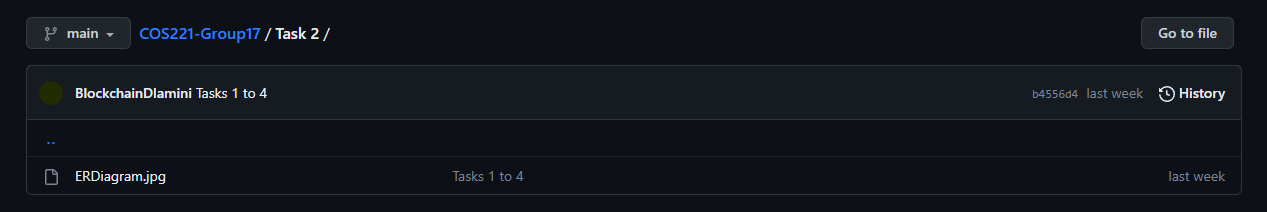 main COS221-Group17 / Task 2 / Go to file
BlockchainDlamini Tasks 1 to 4 b4556d4 last week History
..
ERDiagram.jpg Tasks 1 to 4 last week